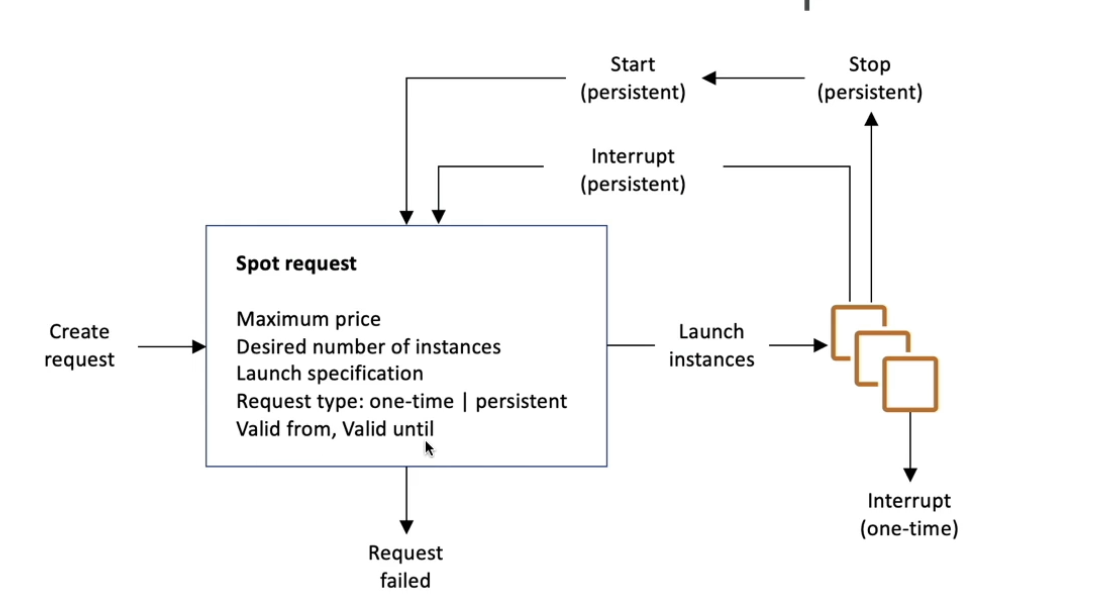 Start
(persistent)
Stop
(persistent)
Interrupt
(persistent)
Spot request
Maximum price
Desired number of instances
Launch specification
Request type: one-time | persistent
Valid from, Valid until
Create
request
Launch
instances
Interrupt
(one-time)
Request
failed